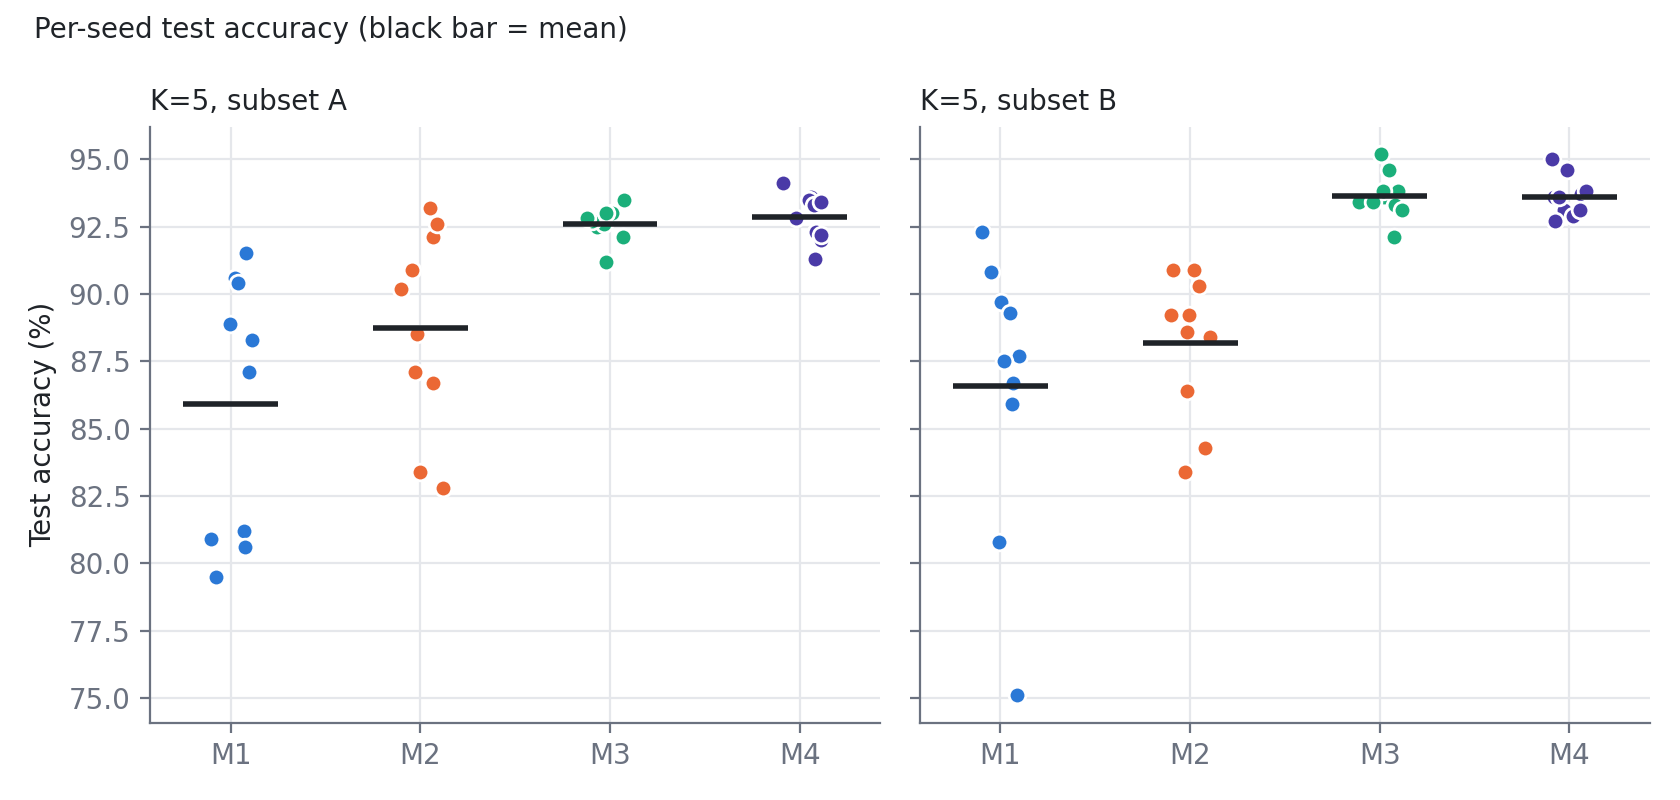 Per-seed test accuracy (black bar = mean)
K=5, subset A
K=5, subset B
Test accuracy (%)
95.0
92.5
90.0
87.5
85.0
82.5
80.0
77.5
75.0
M1 M2 M3 M4
M1 M2 M3 M4